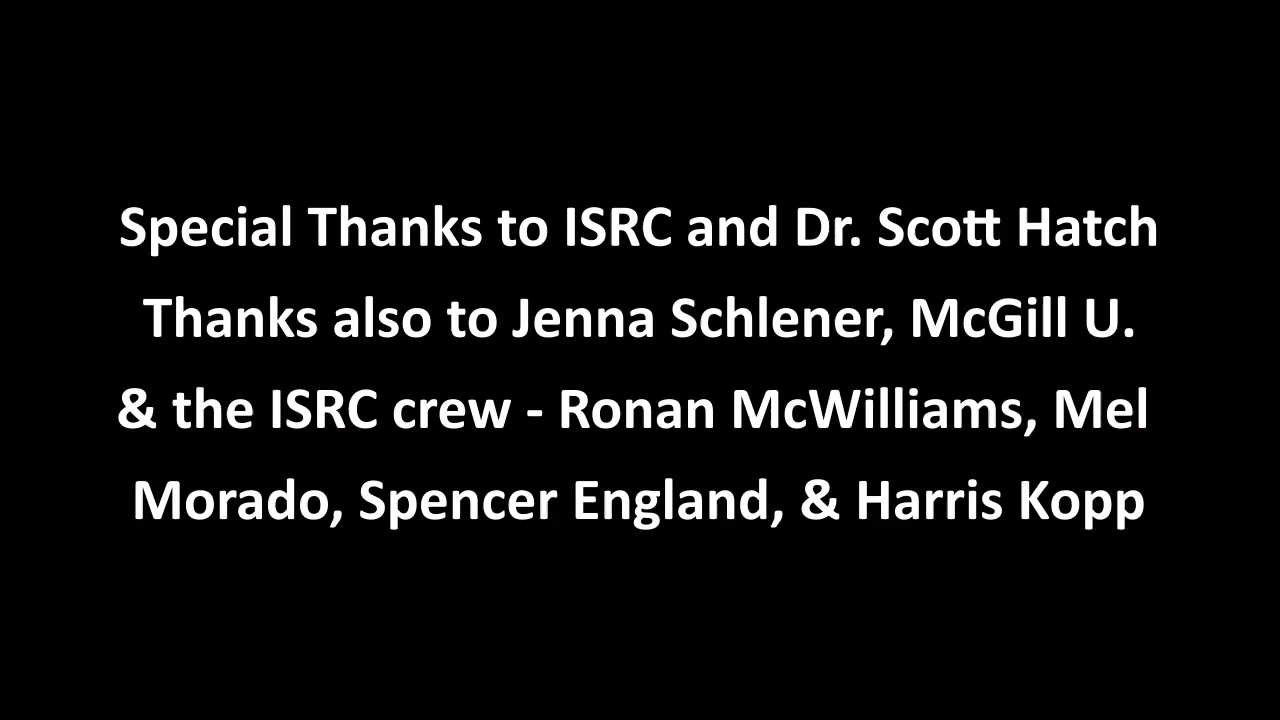 Special Thanks to ISRC and Dr. Scott Hatch
Thanks also to Jenna Schlener, McGill U.
& the ISRC crew - Ronan McWilliams, Mel
Morado, Spencer England, & Harris Kopp